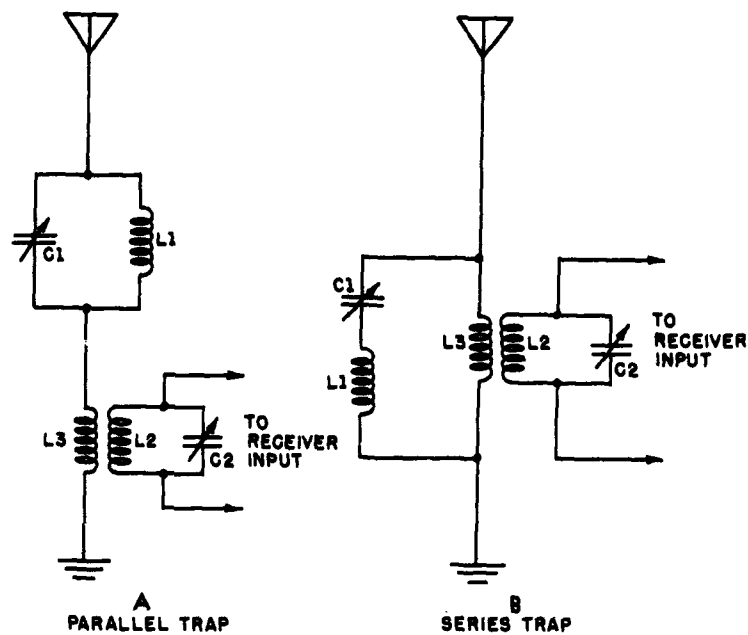 C1
L1
L3
L2
C2
TO
RECEIVER
INPUT
A
PARALLEL TRAP
C1
L1
L3
L2
C2
TO
RECEIVER
INPUT
B
SERIES TRAP